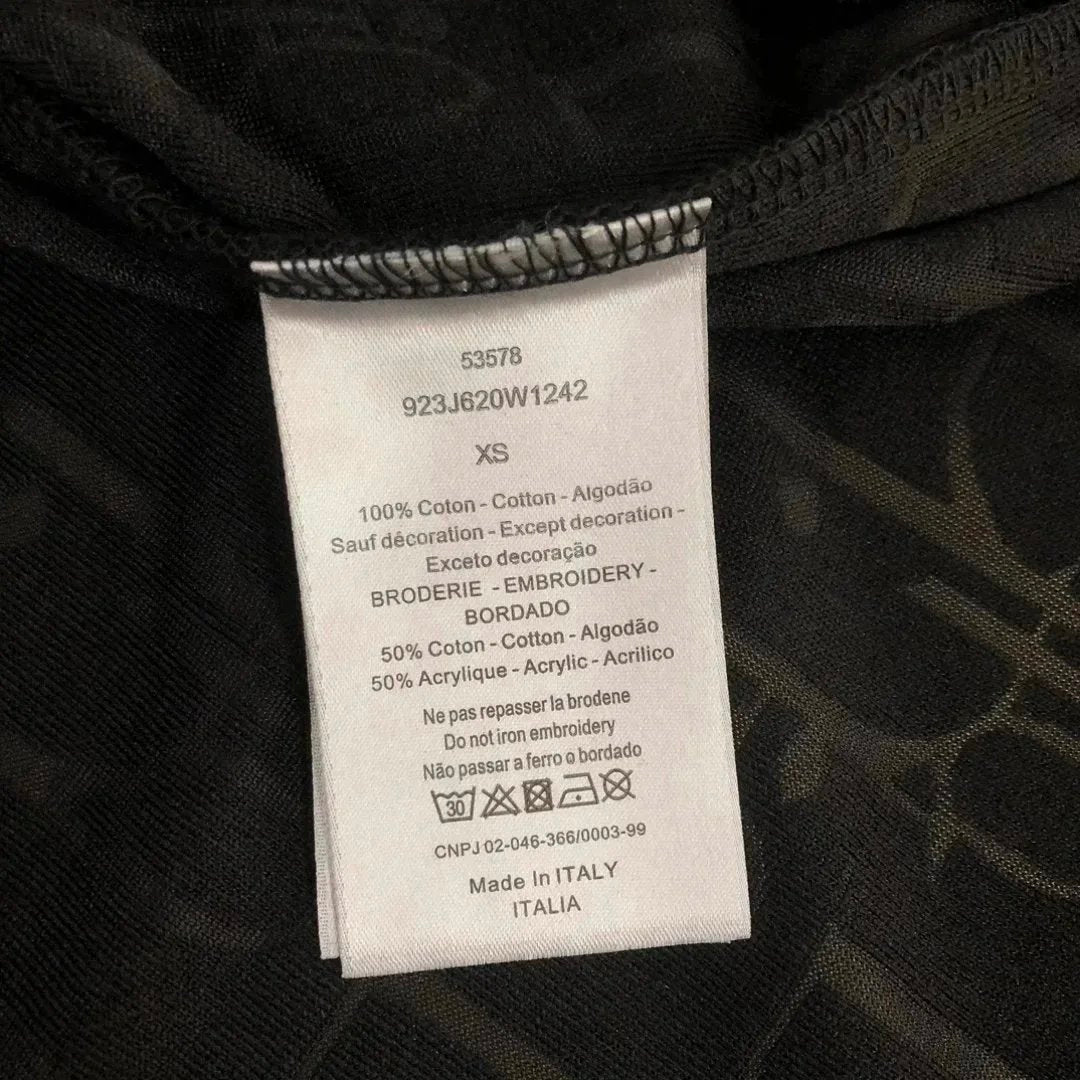 53578
923J620W1242
XS
100% Coton - Cotton - Algodão
Sauf décoration - Except decoration -
Exceto decoração
BRODERIE - EMBROIDERY -
BORDADO
50% Coton - Cotton - Algodão
50% Acrylique - Acrylic - Acrilico
Ne pas repasser la brodene
Do not iron embroidery
Não passar a ferro o bordado
30
CNPJ 02-046-366/0003-99
Made In ITALY
ITALIA